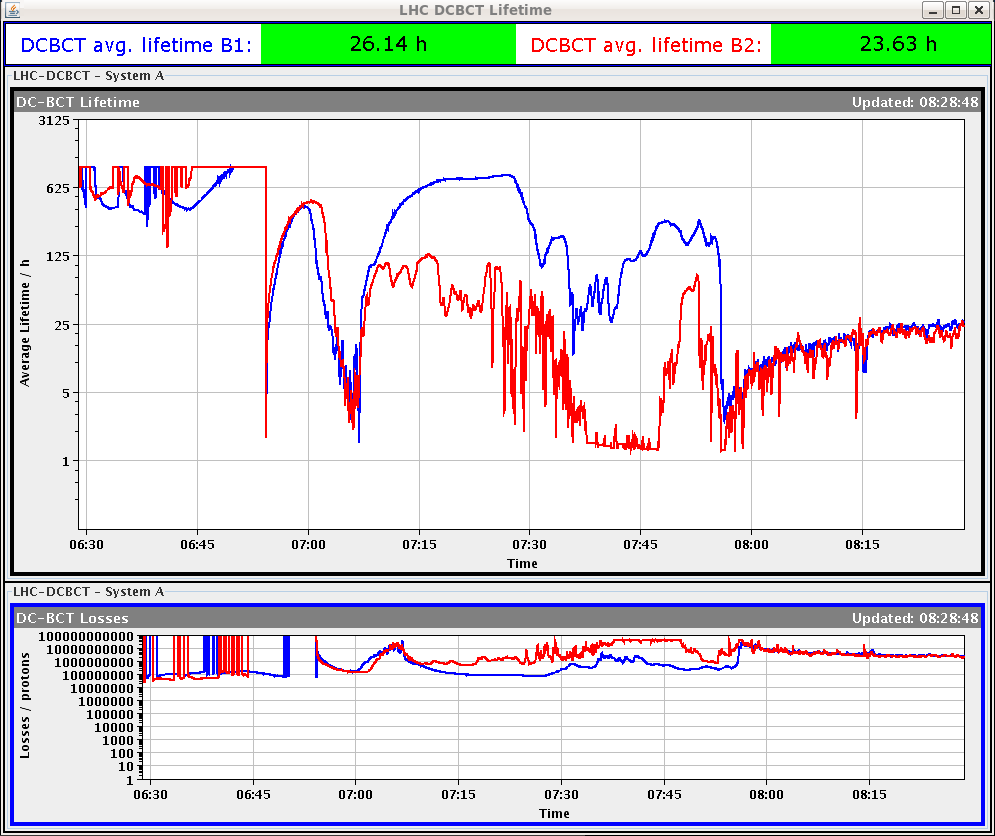 LHC DCBCT Lifetime
DCBCT avg. lifetime B1: 26.14 h DCBCT avg. lifetime B2: 23.63 h
LHC-DCBCT - System A
DC-BCT Lifetime Updated: 08:28:48
3125
625
125
25
5
1
Average Lifetime / h
06:30 06:45 07:00 07:15 07:30 07:45 08:00 08:15
Time
LHC-DCBCT - System A
DC-BCT Losses Updated: 08:28:48
100000000000
10000000000
1000000000
100000000
10000000
1000000
100000
10000
1000
100
10
1
Losses / protons
06:30 06:45 07:00 07:15 07:30 07:45 08:00 08:15
Time